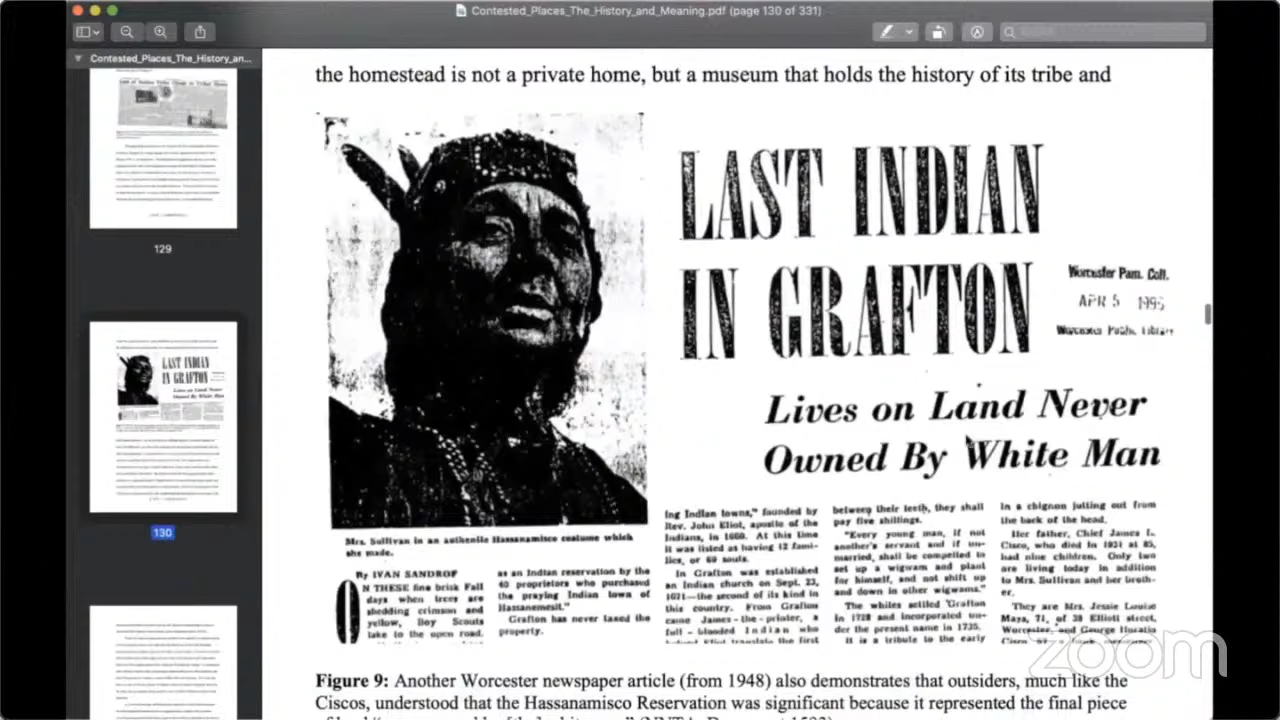 Contested_Places_The_History_and_Meaning.pdf (page 130 of 331)
Contested_Places_The_History_an...
129
130
the homestead is not a private home, but a museum that holds the history of its tribe and
LAST INDIAN
IN GRAFTON
Worcester Pam. Coll.
APR 5 1995
Worcester Public Library
Lives on Land Never
Owned By White Man
Mrs. Sullivan in an authentic Hassanamisco costume which
she made.
By IVAN SANDROF
ON THESE fine brisk Fall
days when trees are
shedding crimson and
yellow, Boy Scouts
take to the open road.
as an Indian reservation by the
40 proprietors who purchased
the praying Indian town of
Hassanemesit."
Grafton has never taxed the
property.
ing Indian towns," founded by
Rev. John Eliot, apostle of the
Indians, in 1660. At this time
it was listed as having 12 fami-
lies, or 60 souls.
In Grafton was established
an Indian church on Sept. 23,
1671—the second of its kind in
this country. From Grafton
came James-the-printer, a
full-blooded Indian who
helped Eliot translate the first
between their teeth, they shall
pay five shillings.
"Every young man, if not
another's servant and if un-
married, shall be compelled to
set up a wigwam and plant
for himself, and not shift up
and down in other wigwams."
The whites settled Grafton
in 1728 and incorporated un-
der the present name in 1735.
It is a tribute to the early
in a chignon jutting out from
the back of the head.
Her father, Chief James L.
Cisco, who died in 1931 at 85,
had nine children. Only two
are living today in addition
to Mrs. Sullivan and her broth-
er.
They are Mrs. Jessie Louise
Mays, 71, of 38 Elliott street,
Worcester, and George Horatio
Cisco
zoom
Figure 9: Another Worcester newspaper article (from 1948) also demonstrates that outsiders, much like the
Ciscos, understood that the Hassanamisco Reservation was significant because it represented the final piece